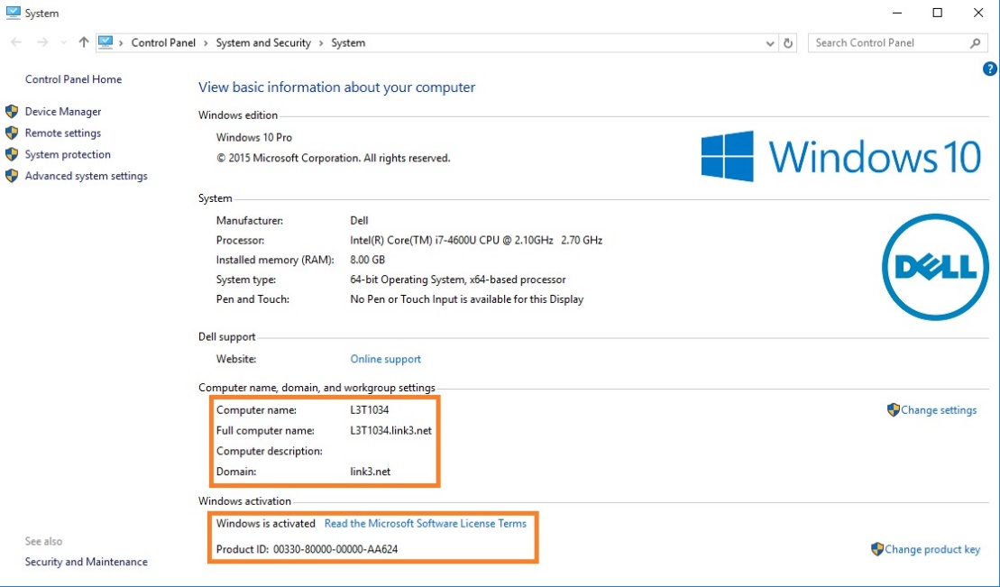 System
Control Panel › System and Security › System
Search Control Panel
?
Control Panel Home
Device Manager
Remote settings
System protection
Advanced system settings
View basic information about your computer
Windows edition
Windows 10 Pro
© 2015 Microsoft Corporation. All rights reserved.
Windows 10
System
Manufacturer: Dell
Processor: Intel(R) Core(TM) i7-4600U CPU @ 2.10GHz 2.70 GHz
Installed memory (RAM): 8.00 GB
System type: 64-bit Operating System, x64-based processor
Pen and Touch: No Pen or Touch Input is available for this Display
DELL
Dell support
Website: Online support
Computer name, domain, and workgroup settings
Computer name: L3T1034
Change settings
Full computer name: L3T1034.link3.net
Computer description:
Domain: link3.net
Windows activation
Windows is activated Read the Microsoft Software License Terms
Product ID: 00330-80000-00000-AA624
Change product key
See also
Security and Maintenance